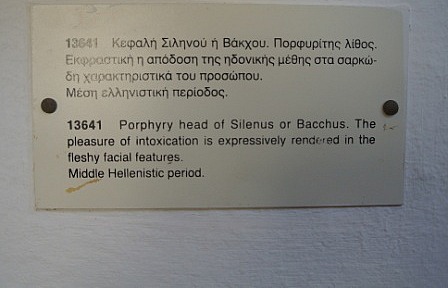 13641 Κεφαλή Σιληνού ή Βάκχου. Πορφυρίτης λίθος.
Εκφραστική η απόδοση της ηδονικής μέθης στα σαρκώ-
δη χαρακτηριστικά του προσώπου.
Μέση ελληνιστική περίοδος.
13641 Porphyry head of Silenus or Bacchus. The
pleasure of intoxication is expressively rendered in the
fleshy facial features.
Middle Hellenistic period.